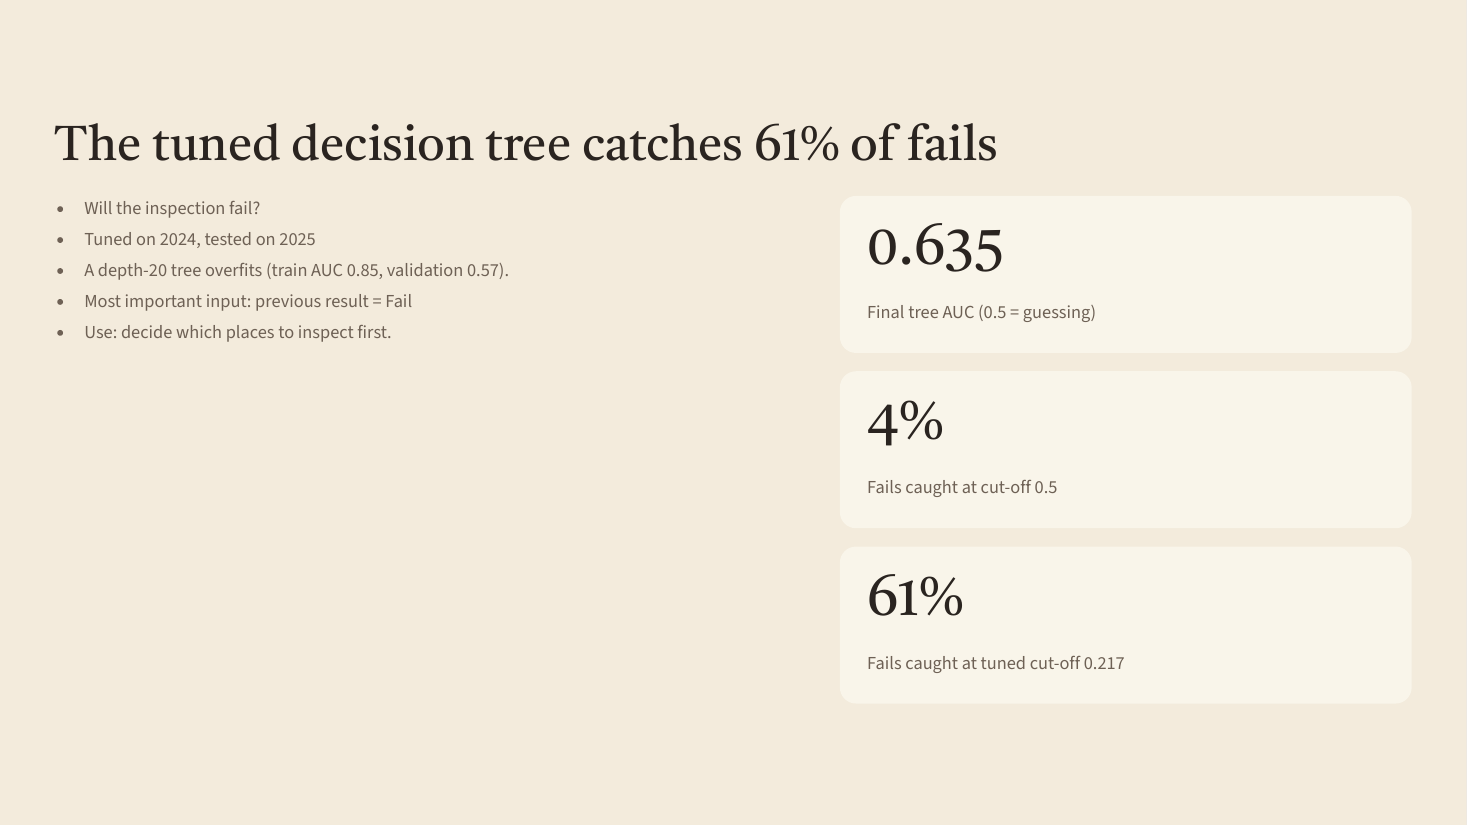 The tuned decision tree catches 61% of fails
• Will the inspection fail?
• Tuned on 2024, tested on 2025
• A depth-20 tree overfits (train AUC 0.85, validation 0.57).
• Most important input: previous result = Fail
• Use: decide which places to inspect first.
0.635
Final tree AUC (0.5 = guessing)
4%
Fails caught at cut-off 0.5
61%
Fails caught at tuned cut-off 0.217